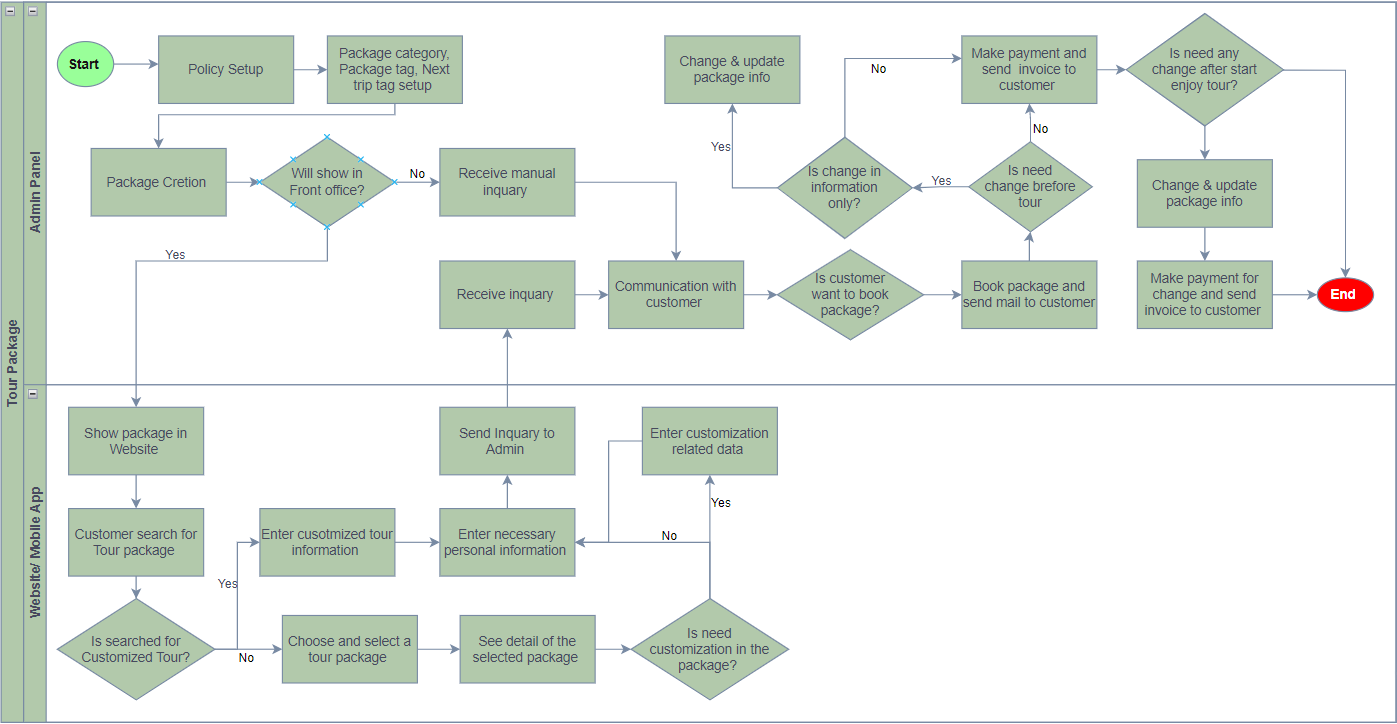 Tour Package
Admin Panel
Start
Policy Setup
Package category,
Package tag, Next
trip tag setup
Package Cretion
Will show in
Front office?
No
Yes
Receive manual
inquary
Receive inquary
Communication with
customer
Is customer
want to book
package?
Book package and
send mail to customer
Is need
change brefore
tour
Yes
No
Is change in
information
only?
Yes
No
Change & update
package info
Make payment and
send invoice to
customer
Is need any
change after start
enjoy tour?
Change & update
package info
Make payment for
change and send
invoice to customer
End
Website/ Mobile App
Show package in
Website
Customer search for
Tour package
Is searched for
Customized Tour?
Yes
No
Enter cusotmized tour
information
Enter necessary
personal information
Send Inquary to
Admin
Choose and select a
tour package
See detail of the
selected package
Is need
customization in the
package?
No
Yes
Enter customization
related data